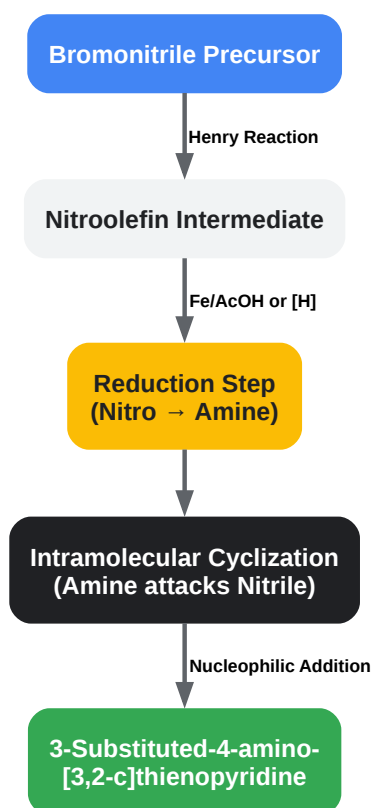 Bromonitrile Precursor
Henry Reaction
Nitroolefin Intermediate
Fe/AcOH or [H]
Reduction Step
(Nitro → Amine)
Intramolecular Cyclization
(Amine attacks Nitrile)
Nucleophilic Addition
3-Substituted-4-amino-
[3,2-c]thienopyridine